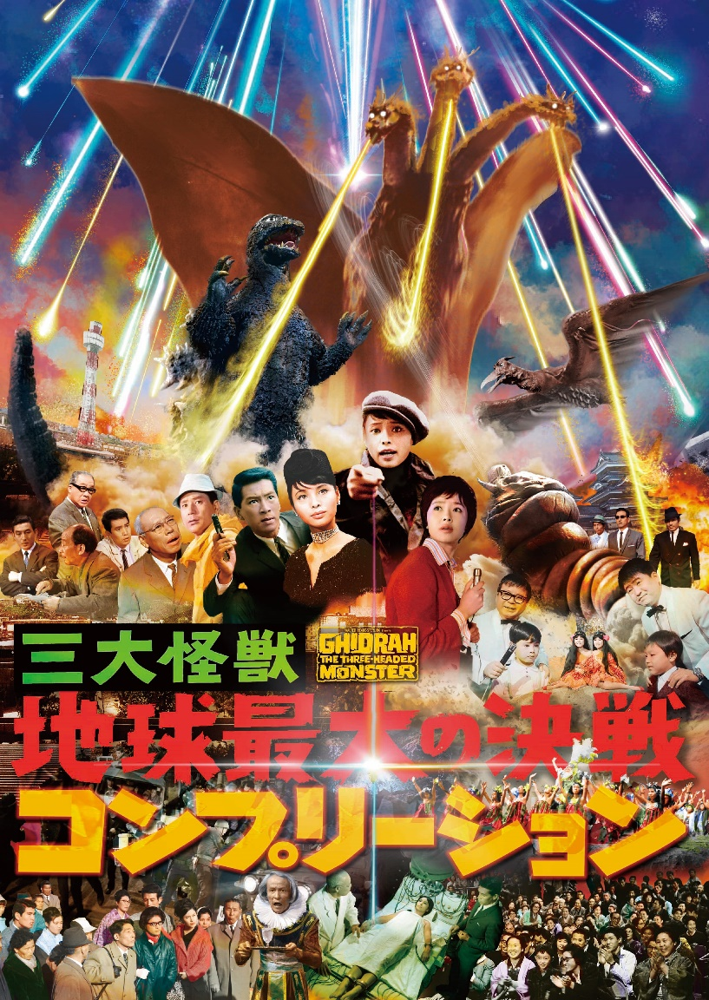 三大怪獣
GHIDRAH
THE THREE-HEADED
MONSTER
地球最大の決戦
コンプリーション